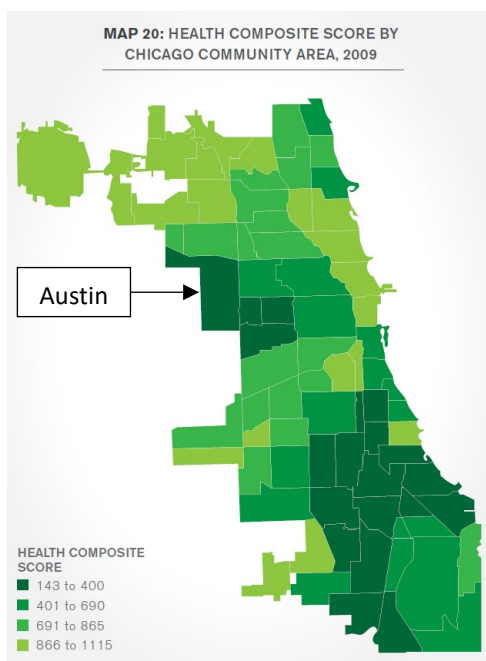 MAP 20: HEALTH COMPOSITE SCORE BY
CHICAGO COMMUNITY AREA, 2009
Austin
HEALTH COMPOSITE
SCORE
143 to 400
401 to 690
691 to 865
866 to 1115